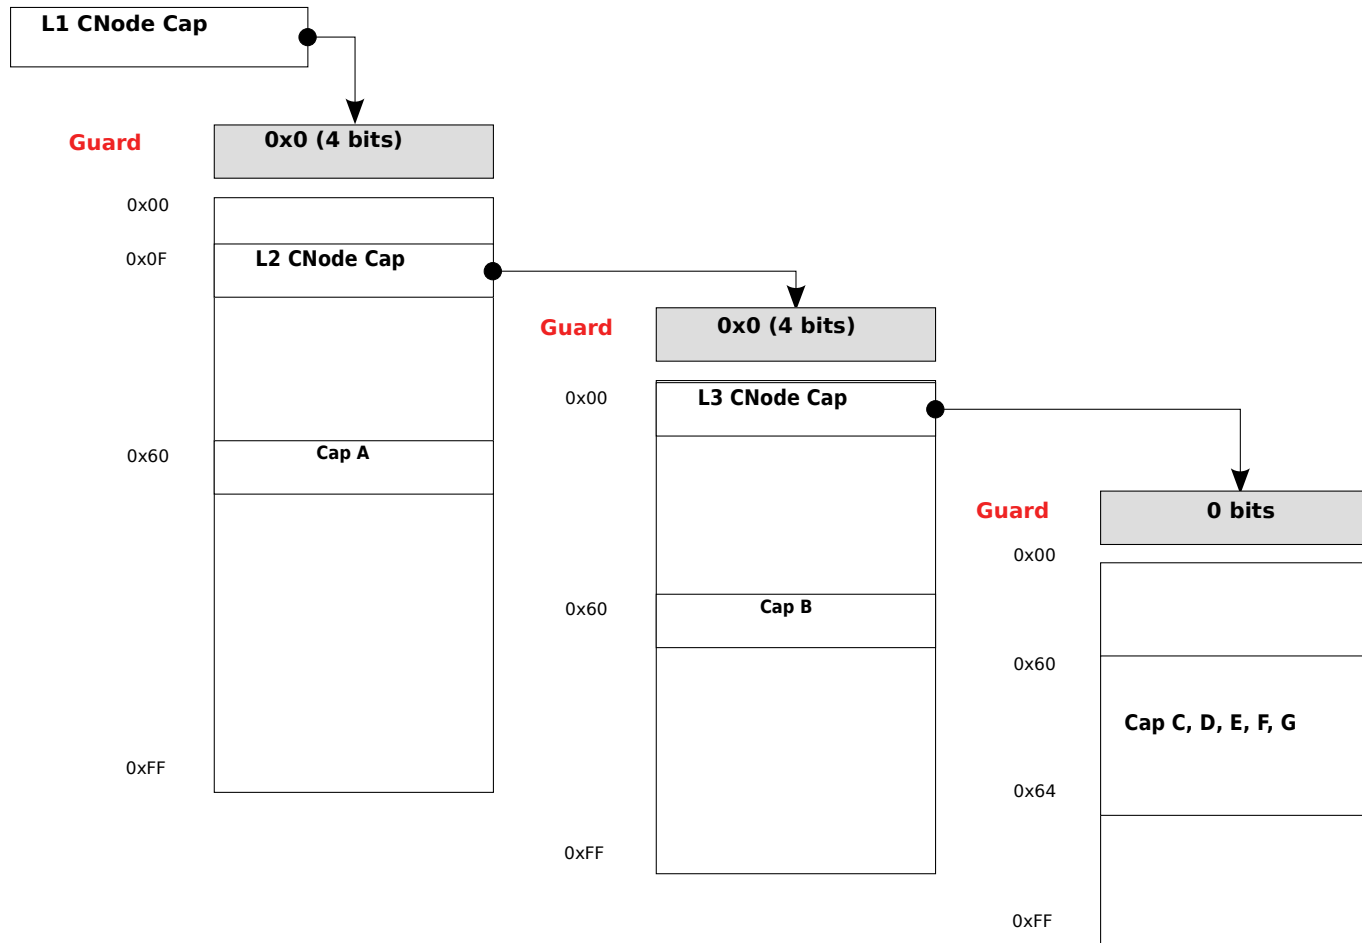 L1 CNode Cap
Guard
0x0 (4 bits)
0x00
0x0F
L2 CNode Cap
0x60
Cap A
0xFF
Guard
0x0 (4 bits)
0x00
L3 CNode Cap
0x60
Cap B
0xFF
Guard
0 bits
0x00
0x60
Cap C, D, E, F, G
0x64
0xFF